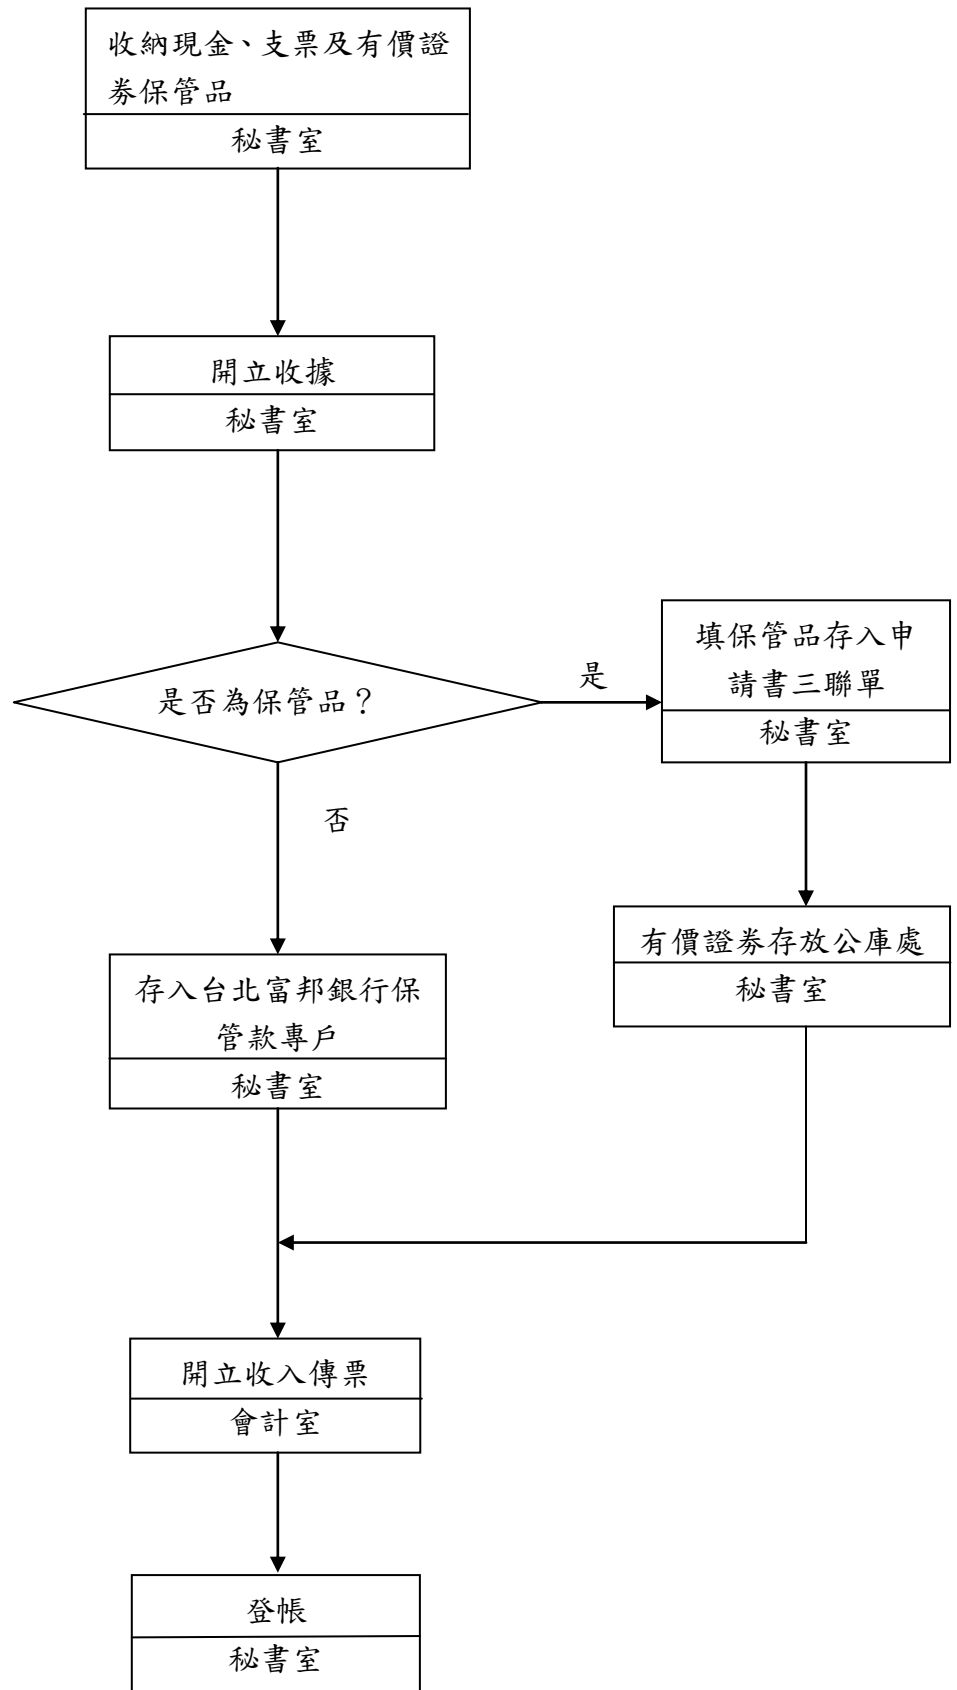 收納現金、支票及有價證
券保管品
秘書室
開立收據
秘書室
是否為保管品？
是
填保管品存入申
請書三聯單
秘書室
否
有價證券存放公庫處
秘書室
存入台北富邦銀行保
管款專戶
秘書室
開立收入傳票
會計室
登帳
秘書室